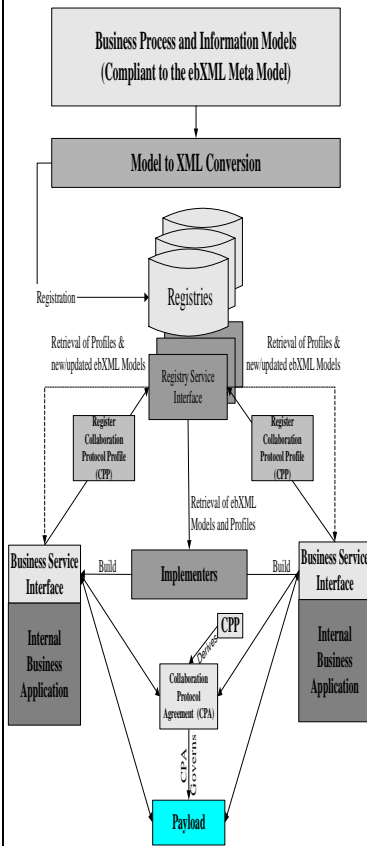 Business Process and Information Models
(Compliant to the ebXML Meta Model)
Model to XML Conversion
Registries
Registration
Retrieval of Profiles &
new/updated ebXML Models
Retrieval of Profiles &
new/updated ebXML Models
Registry Service
Interface
Register
Collaboration
Protocol Profile
(CPP)
Register
Collaboration
Protocol Profile
(CPP)
Retrieval of ebXML
Models and Profiles
Business Service
Interface
Build
Implementers
Build
Business Service
Interface
Internal
Business
Application
CPP
Derives
Internal
Business
Application
Collaboration
Protocol
Agreement (CPA)
CPA
Governs
Payload